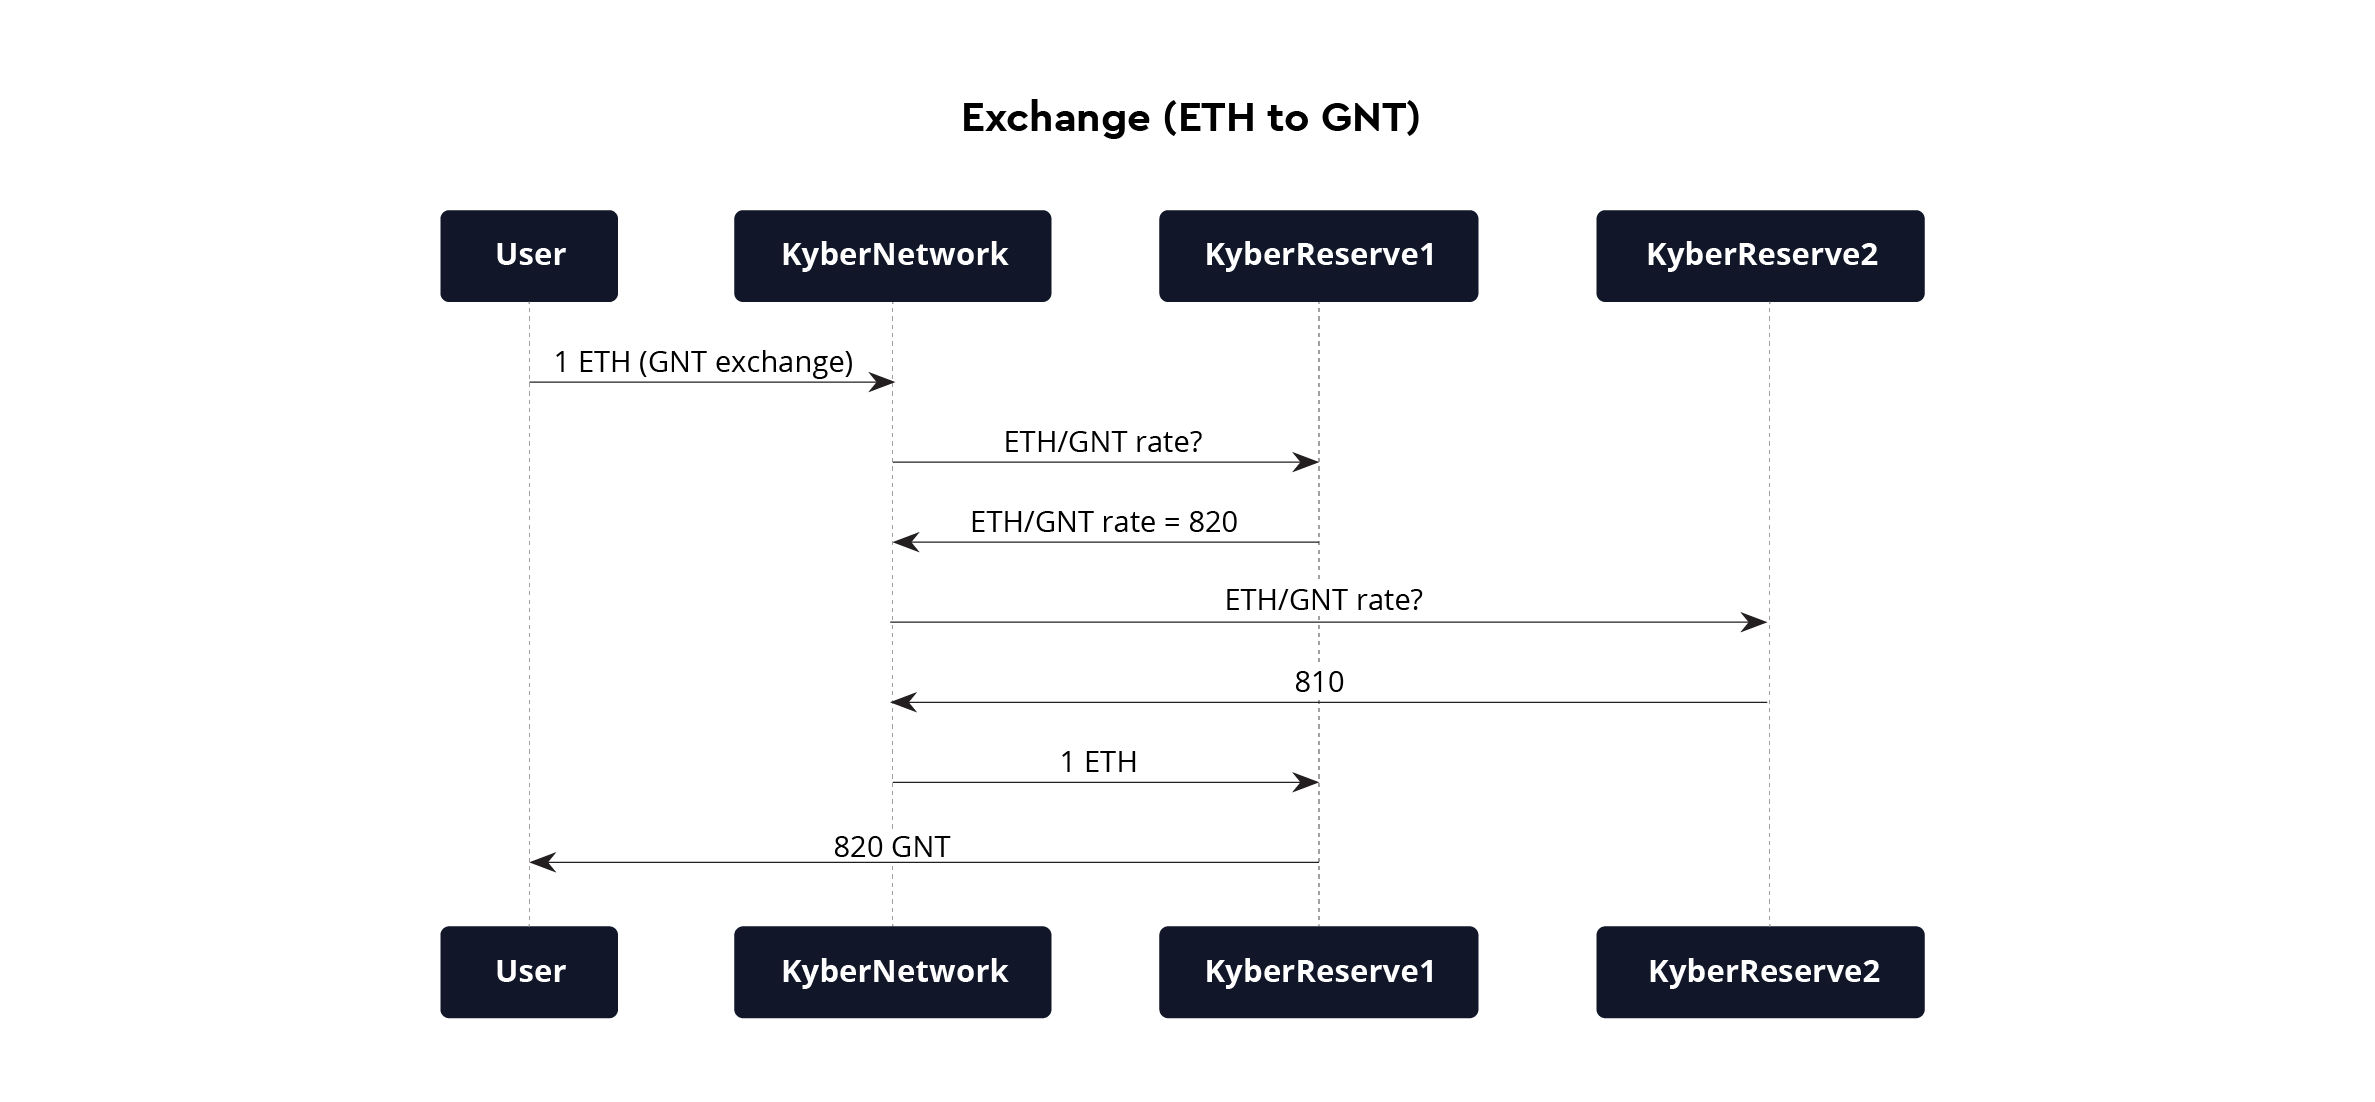 Exchange (ETH to GNT)
User
KyberNetwork
KyberReserve1
KyberReserve2
1 ETH (GNT exchange)
ETH/GNT rate?
ETH/GNT rate = 820
ETH/GNT rate?
810
1 ETH
820 GNT
User
KyberNetwork
KyberReserve1
KyberReserve2